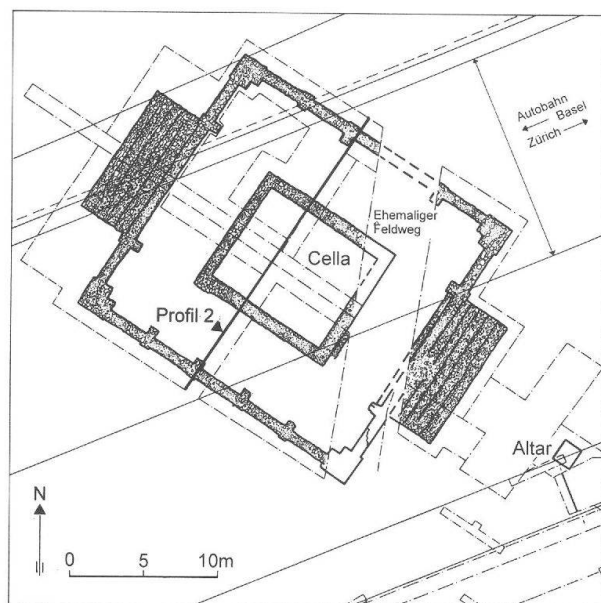 Autobahn
Basel
Zürich
Ehemaliger
Feldweg
Cella
Profil 2
Altar
N
0 5 10m